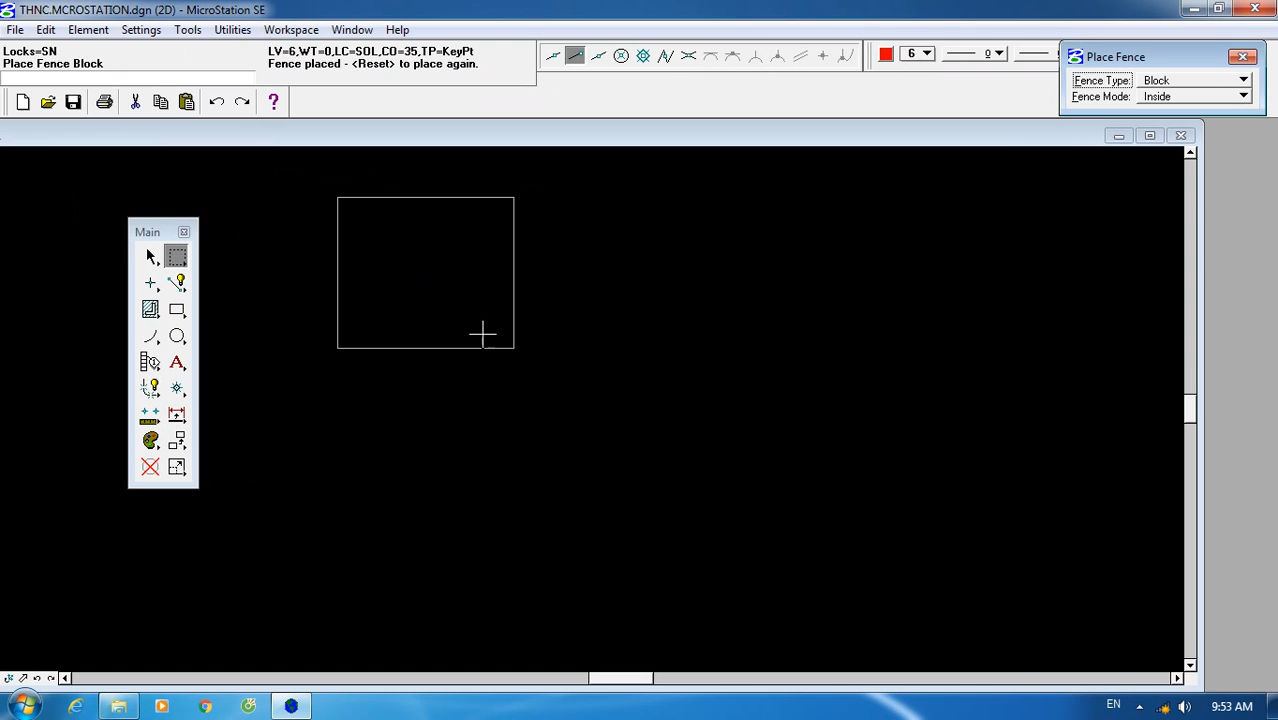 THNC.MCROSTATION.dgn (2D) - MicroStation SE
File Edit Element Settings Tools Utilities Workspace Window Help
Locks=SN LV=6,WT=0,LC=SOL,CO=35,TP=KeyPt
Place Fence Block Fence placed - <Reset> to place again.
6 0
Place Fence
Fence Type: Block
Fence Mode: Inside
Main
A
EN 9:53 AM